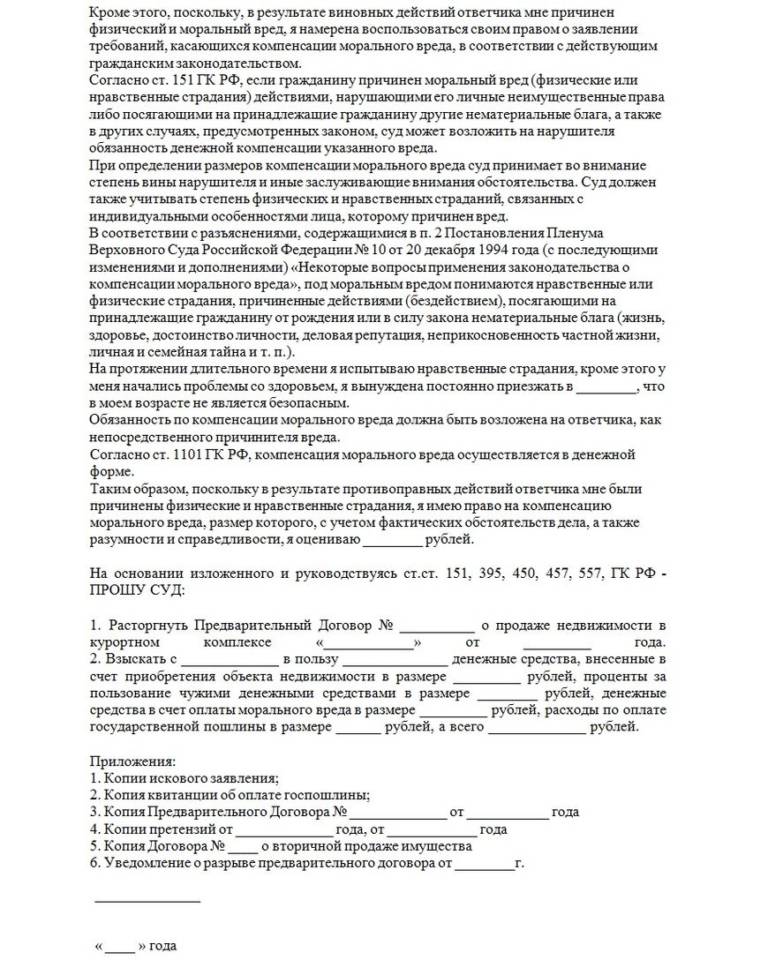 Кроме этого, поскольку, в результате виновных действий ответчика мне причинен
физический и моральный вред, я намерена воспользоваться своим правом о заявлении
требований, касающихся компенсации морального вреда, в соответствии с действующим
гражданским законодательством.
Согласно ст. 151 ГК РФ, если гражданину причинен моральный вред (физические или
нравственные страдания) действиями, нарушающими его личные неимущественные права
либо посягающими на принадлежащие гражданину другие нематериальные блага, а также
в других случаях, предусмотренных законом, суд может возложить на нарушителя
обязанность денежной компенсации указанного вреда.
При определении размеров компенсации морального вреда суд принимает во внимание
степень вины нарушителя и иные заслуживающие внимания обстоятельства. Суд должен
также учитывать степень физических и нравственных страданий, связанных с
индивидуальными особенностями лица, которому причинен вред.
В соответствии с разъяснениями, содержащимися в п. 2 Постановления Пленума
Верховного Суда Российской Федерации № 10 от 20 декабря 1994 года (с последующими
изменениями и дополнениями) «Некоторые вопросы применения законодательства о
компенсации морального вреда», под моральным вредом понимаются нравственные или
физические страдания, причиненные действиями (бездействием), посягающими на
принадлежащие гражданину от рождения или в силу закона нематериальные блага (жизнь,
здоровье, достоинство личности, деловая репутация, неприкосновенность частной жизни,
личная и семейная тайна и т. п.).
На протяжении длительного времени я испытываю нравственные страдания, кроме этого у
меня начались проблемы со здоровьем, я вынуждена постоянно приезжать в ________, что
в моем возрасте не является безопасным.
Обязанность по компенсации морального вреда должна быть возложена на ответчика, как
непосредственного причинителя вреда.
Согласно ст. 1101 ГК РФ, компенсация морального вреда осуществляется в денежной
форме.
Таким образом, поскольку в результате противоправных действий ответчика мне были
причинены физические и нравственные страдания, я имею право на компенсацию
морального вреда, размер которого, с учетом фактических обстоятельств дела, а также
разумности и справедливости, я оцениваю ________ рублей.
На основании изложенного и руководствуясь ст.ст. 151, 395, 450, 457, 557, ГК РФ -
ПРОШУ СУД:
1. Расторгнуть Предварительный Договор № __________ о продаже недвижимости в
курортном комплексе «____________» от _________ года.
2. Взыскать с _____________ в пользу ______________ денежные средства, внесенные в
счет приобретения объекта недвижимости в размере _________ рублей, проценты за
пользование чужими денежными средствами в размере ________ рублей, денежные
средства в счет оплаты морального вреда в размере _________ рублей, расходы по оплате
государственной пошлины в размере ______ рублей, а всего _____________ рублей.
Приложения:
1. Копии искового заявления;
2. Копия квитанции об оплате госпошлины;
3. Копия Предварительного Договора № _____________ от ___________ года
4. Копии претензий от _____________ года, от ____________ года
5. Копия Договора № ____ о вторичной продаже имущества
6. Уведомление о разрыве предварительного договора от ________г.
______________
« ____ » года